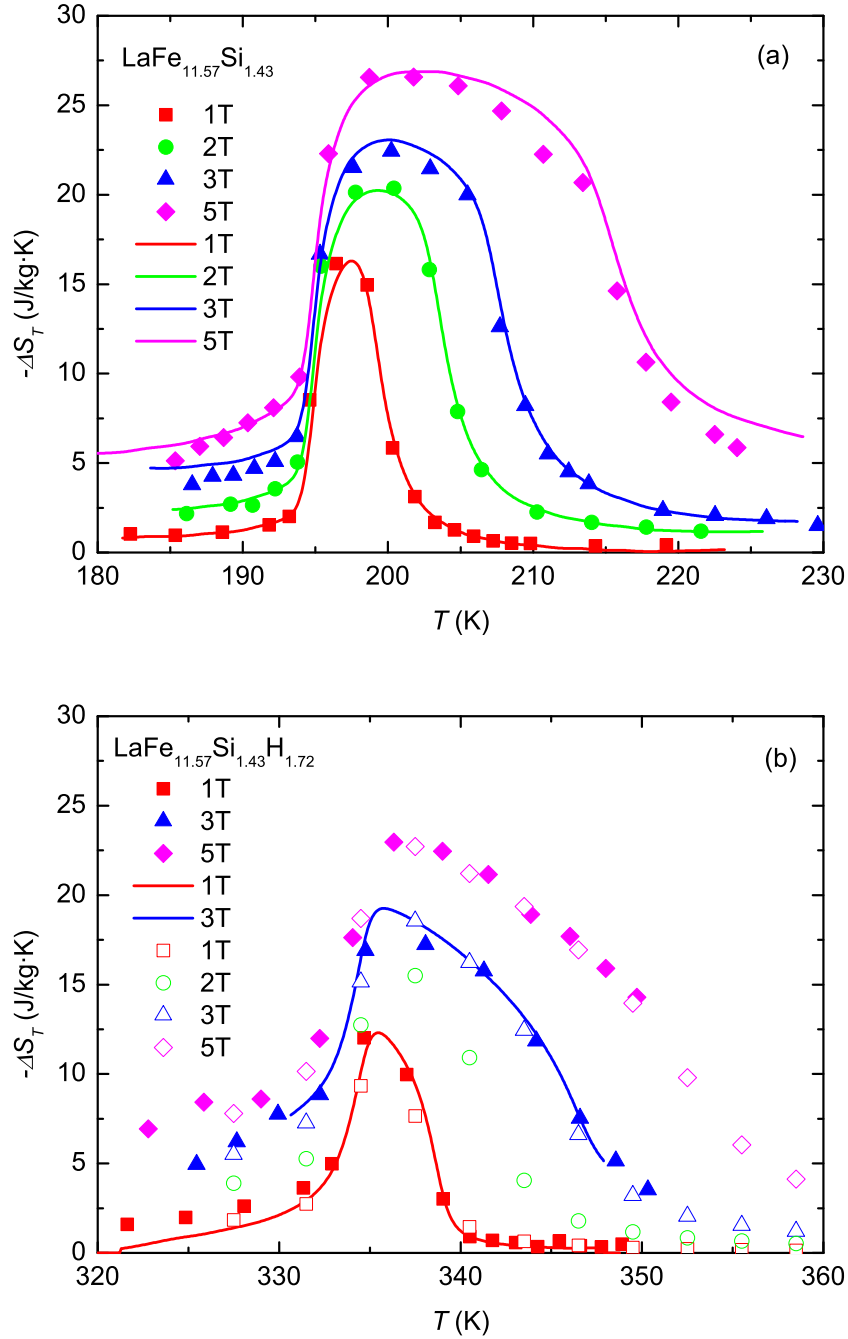 30
25
20
15
10
5
0
-ΔS_T (J/kg·K)
LaFe11.57Si1.43
(a)
1T
2T
3T
5T
1T
2T
3T
5T
180 190 200 210 220 230
T (K)
30
25
20
15
10
5
0
-ΔS_T (J/kg·K)
LaFe11.57Si1.43H1.72
(b)
1T
3T
5T
1T
3T
1T
2T
3T
5T
320 330 340 350 360
T (K)